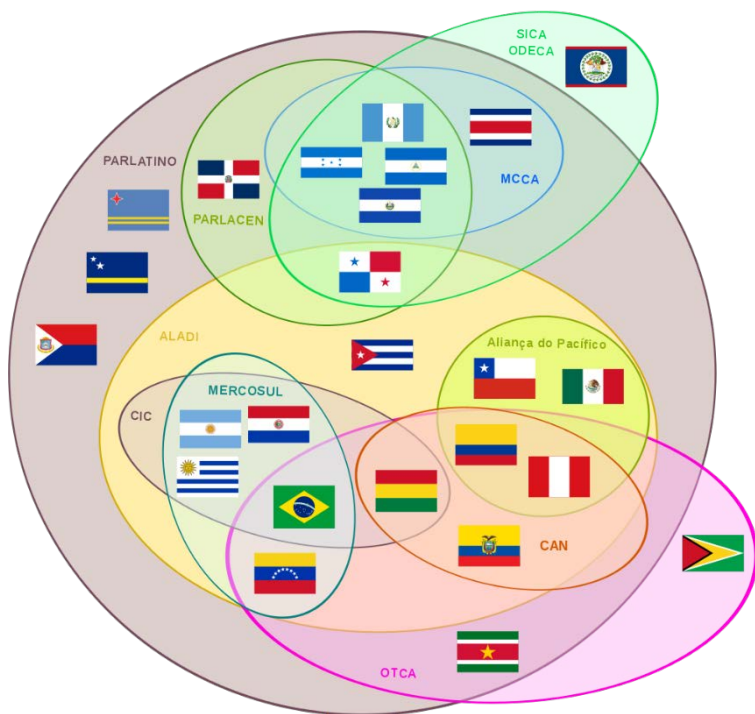 SICA
ODECA
PARLATINO
MCCA
PARLACEN
ALADI
Aliança do Pacífico
MERCOSUL
CIC
CAN
OTCA